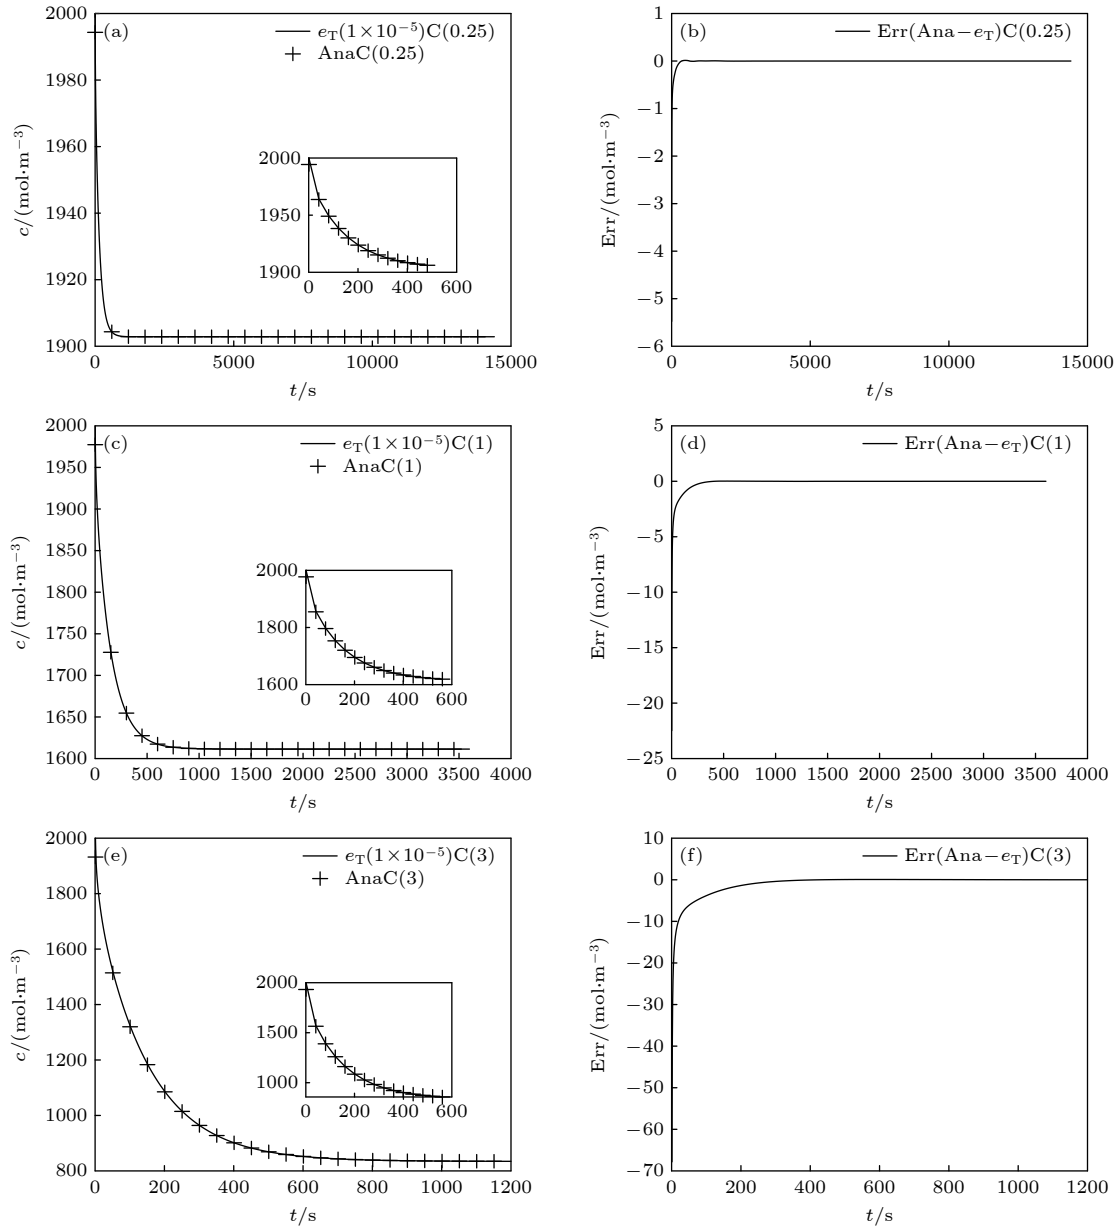 (a)
e_T(1×10⁻⁵)C(0.25)
AnaC(0.25)
2000
1980
1960
1940
1920
1900
c/(mol·m⁻³)
2000
1950
1900
0 200 400 600
0 5000 10000 15000
t/s
(b)
Err(Ana−e_T)C(0.25)
1
0
−1
−2
−3
−4
−5
−6
Err/(mol·m⁻³)
0 5000 10000 15000
t/s
(c)
e_T(1×10⁻⁵)C(1)
AnaC(1)
2000
1950
1900
1850
1800
1750
1700
1650
1600
c/(mol·m⁻³)
2000
1800
1600
0 200 400 600
0 500 1000 1500 2000 2500 3000 3500 4000
t/s
(d)
Err(Ana−e_T)C(1)
5
0
−5
−10
−15
−20
−25
Err/(mol·m⁻³)
0 500 1000 1500 2000 2500 3000 3500 4000
t/s
(e)
e_T(1×10⁻⁵)C(3)
AnaC(3)
2000
1800
1600
1400
1200
1000
800
c/(mol·m⁻³)
2000
1500
1000
0 200 400 600
0 200 400 600 800 1000 1200
t/s
(f)
Err(Ana−e_T)C(3)
10
0
−10
−20
−30
−40
−50
−60
−70
Err/(mol·m⁻³)
0 200 400 600 800 1000 1200
t/s